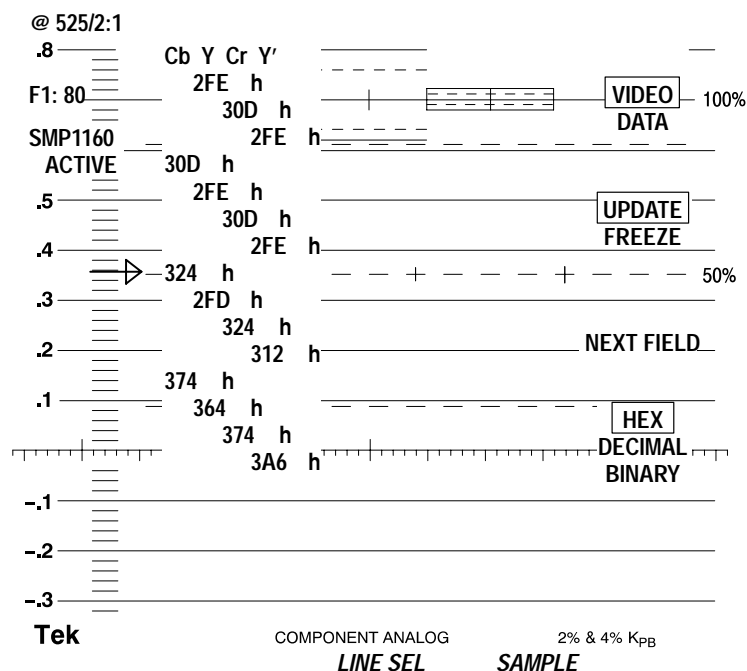 @ 525/2:1
.8
Cb Y Cr Y’
2FE h
F1: 80
VIDEO
100%
30D h
DATA
SMP1160
2FE h
ACTIVE
30D h
2FE h
.5
UPDATE
30D h
FREEZE
2FE h
.4
324 h
50%
2FD h
.3
324 h
312 h
.2
NEXT FIELD
374 h
364 h
.1
HEX
374 h
DECIMAL
3A6 h
BINARY
–.1
–.2
–.3
Tek
COMPONENT ANALOG
2% & 4% KPB
LINE SEL
SAMPLE